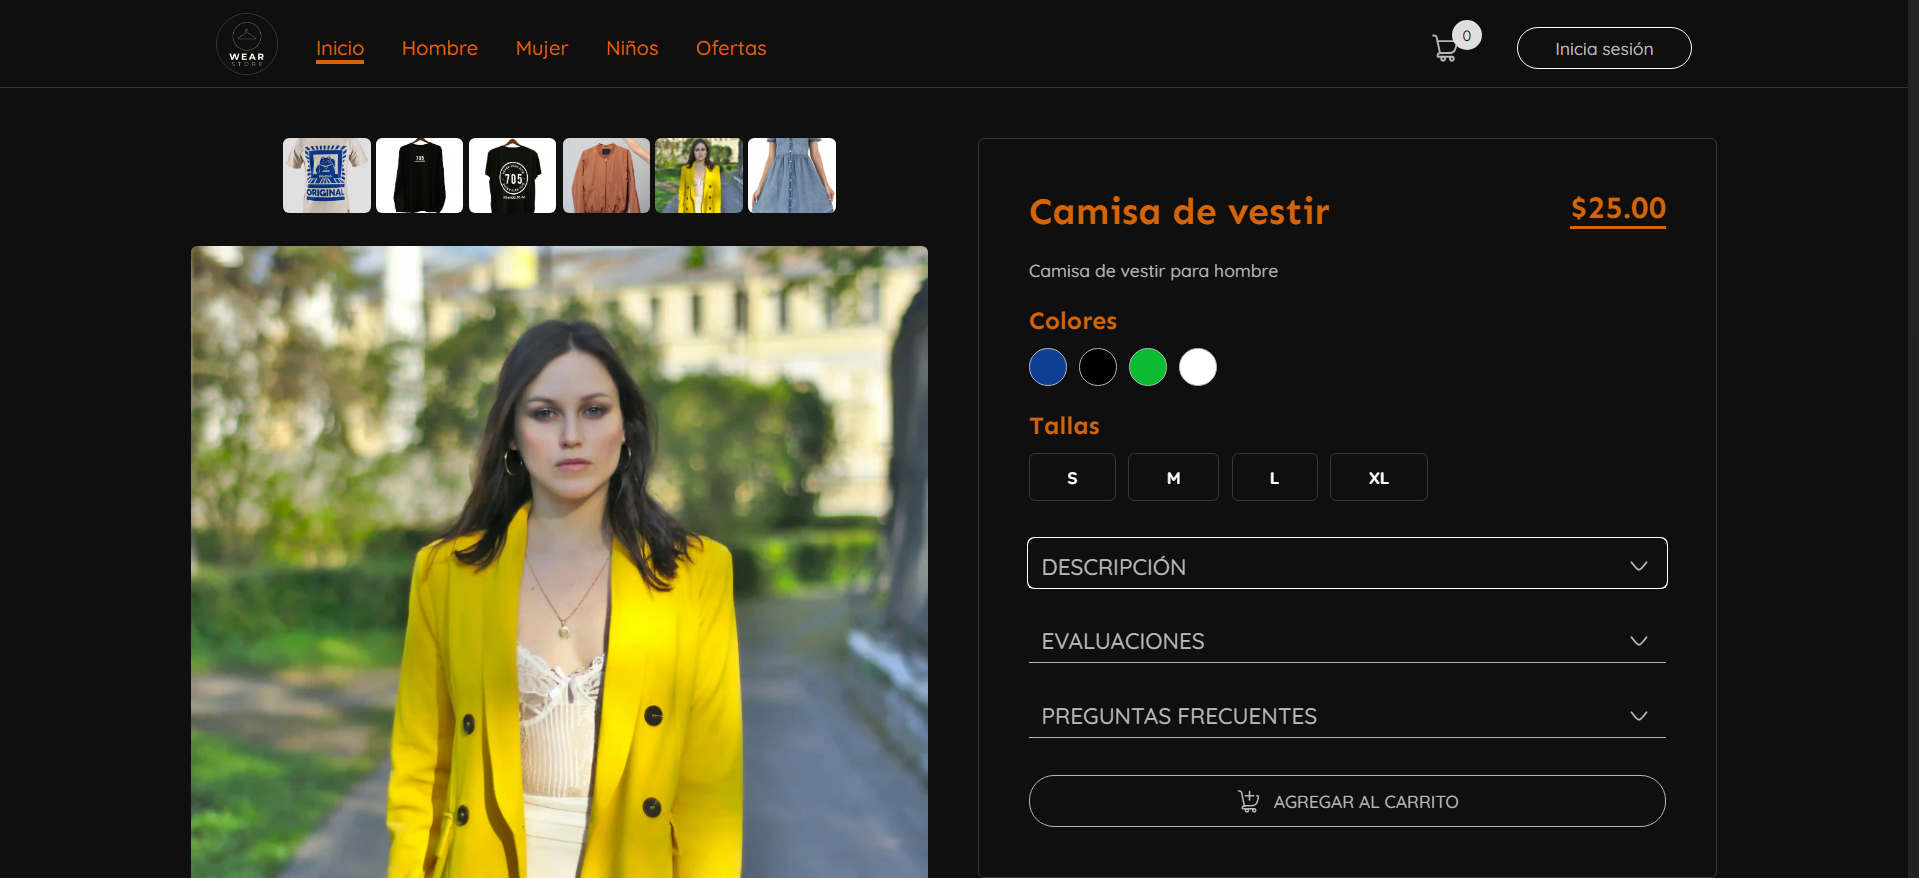 WEAR
STORE
Inicio
Hombre
Mujer
Niños
Ofertas
0
Inicia sesión
ORIGINAL
705
705
Camisa de vestir
$25.00
Camisa de vestir para hombre
Colores
Tallas
S
M
L
XL
DESCRIPCIÓN
EVALUACIONES
PREGUNTAS FRECUENTES
AGREGAR AL CARRITO